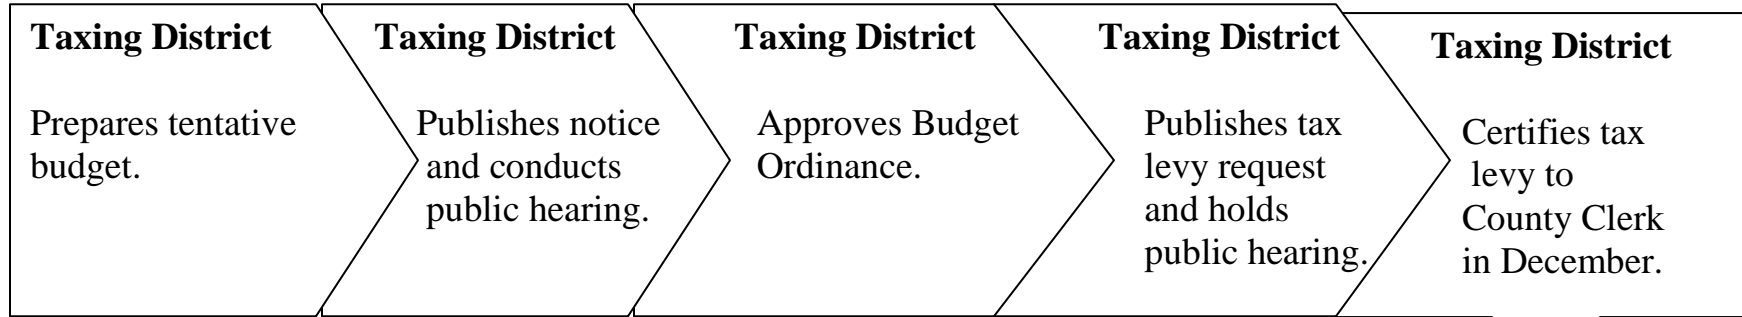 Taxing District
Prepares tentative
budget.
Taxing District
Publishes notice
and conducts
public hearing.
Taxing District
Approves Budget
Ordinance.
Taxing District
Publishes tax
levy request
and holds
public hearing.
Taxing District
Certifies tax
levy to
County Clerk
in December.